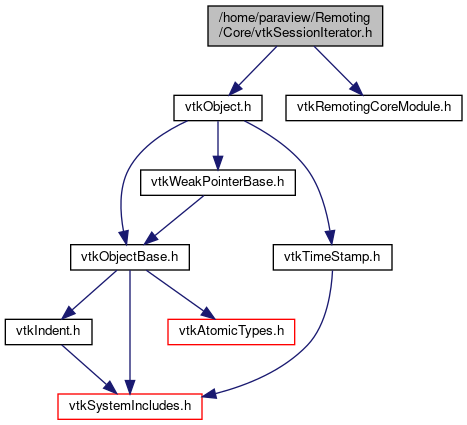 /home/paraview/Remoting
/Core/vtkSessionIterator.h
vtkObject.h
vtkRemotingCoreModule.h
vtkWeakPointerBase.h
vtkObjectBase.h
vtkTimeStamp.h
vtkIndent.h
vtkAtomicTypes.h
vtkSystemIncludes.h